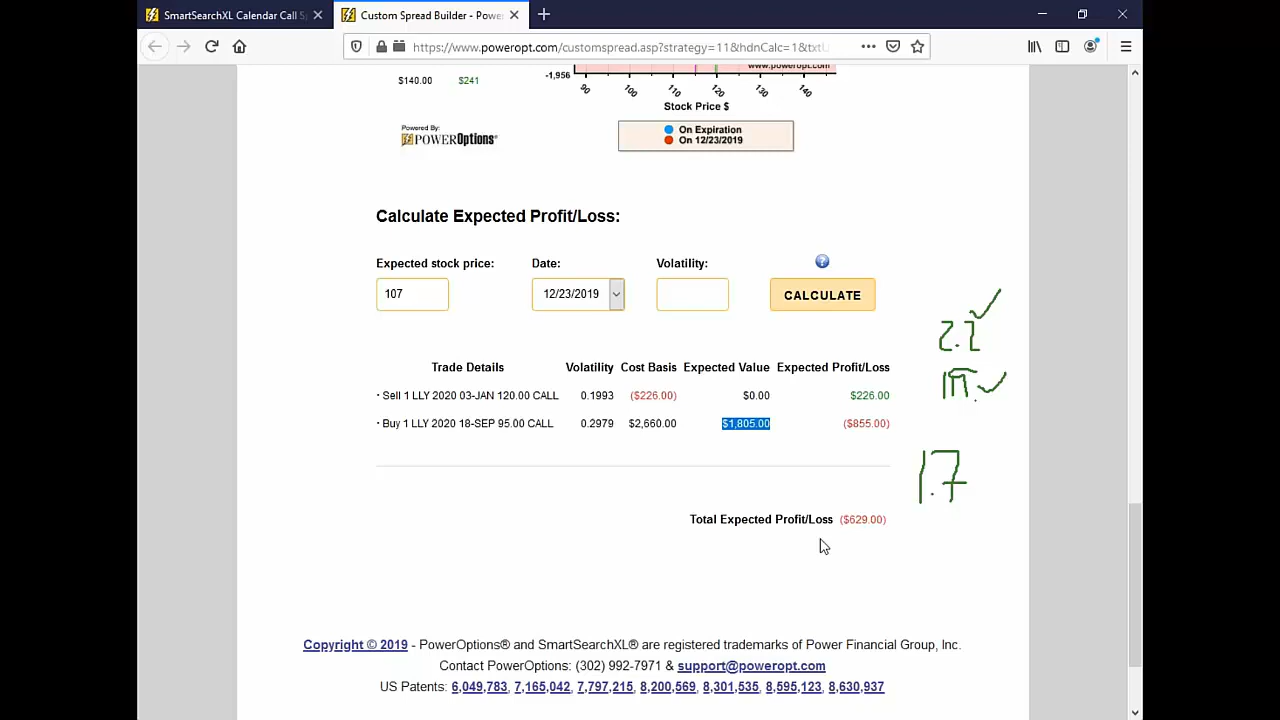 SmartSearchXL Calendar Call S
Custom Spread Builder - Powe
https://www.poweropt.com/customspread.asp?strategy=11&hdnCalc=1&txtU
$140.00 $241
-1,956
www.poweropt.com
90 100 110 120 130 140
Stock Price $
Powered By:
POWEROptions®
On Expiration
On 12/23/2019
Calculate Expected Profit/Loss:
Expected stock price: Date: Volatility: ?
107 12/23/2019 CALCULATE
2.2
Trade Details Volatility Cost Basis Expected Value Expected Profit/Loss
· Sell 1 LLY 2020 03-JAN 120.00 CALL 0.1993 ($226.00) $0.00 $226.00
· Buy 1 LLY 2020 18-SEP 95.00 CALL 0.2979 $2,660.00 $1,805.00 ($855.00)
1.7
Total Expected Profit/Loss ($629.00)
Copyright © 2019 - PowerOptions® and SmartSearchXL® are registered trademarks of Power Financial Group, Inc.
Contact PowerOptions: (302) 992-7971 & support@poweropt.com
US Patents: 6,049,783, 7,165,042, 7,797,215, 8,200,569, 8,301,535, 8,595,123, 8,630,937